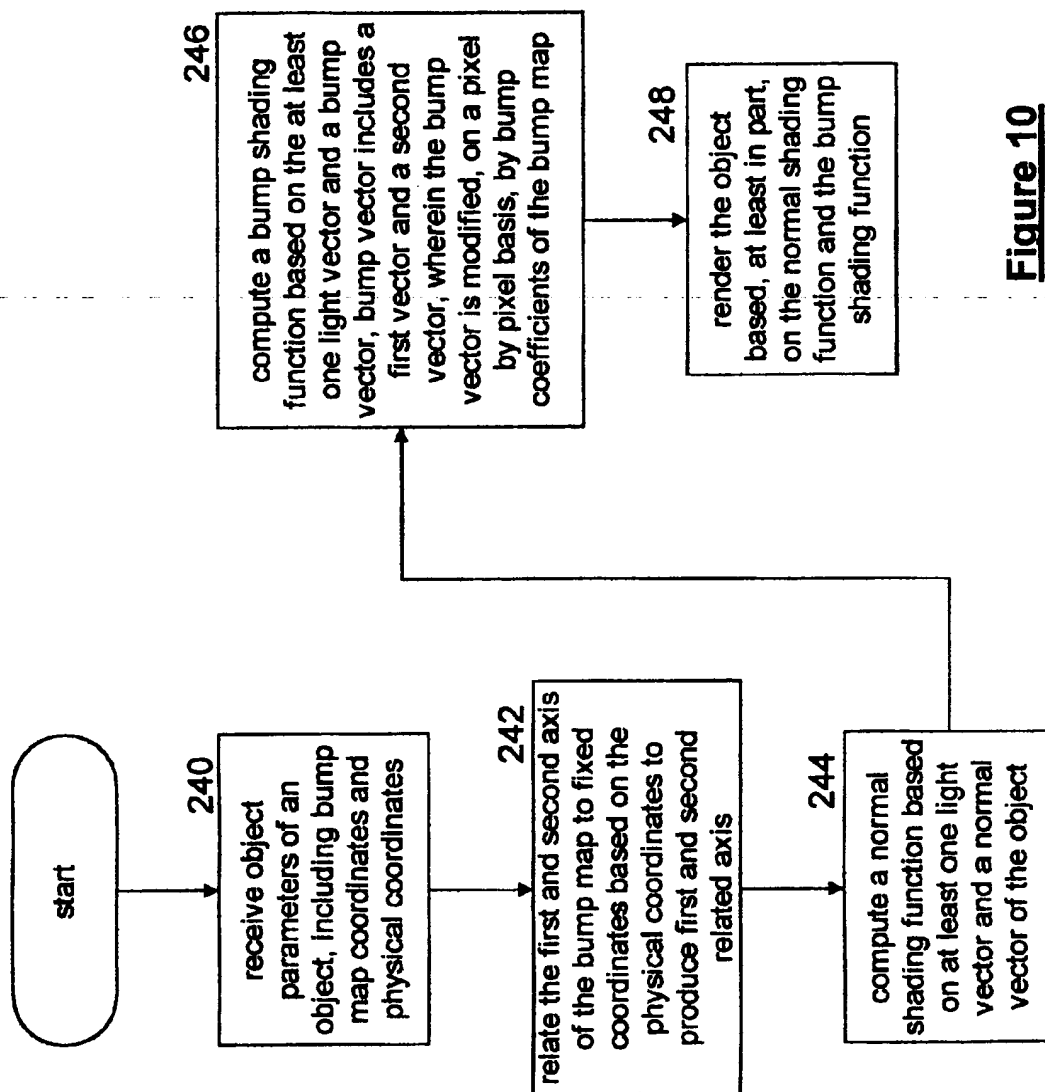 start
240
receive object
parameters of an
object, including bump
map coordinates and
physical coordinates
242
relate the first and second axis
of the bump map to fixed
coordinates based on the
physical coordinates to
produce first and second
related axis
244
compute a normal
shading function based
on at least one light
vector and a normal
vector of the object
246
compute a bump shading
function based on the at least
one light vector and a bump
vector, bump vector includes a
first vector and a second
vector, wherein the bump
vector is modified, on a pixel
by pixel basis, by bump
coefficients of the bump map
248
render the object
based, at least in part,
on the normal shading
function and the bump
shading function
Figure 10